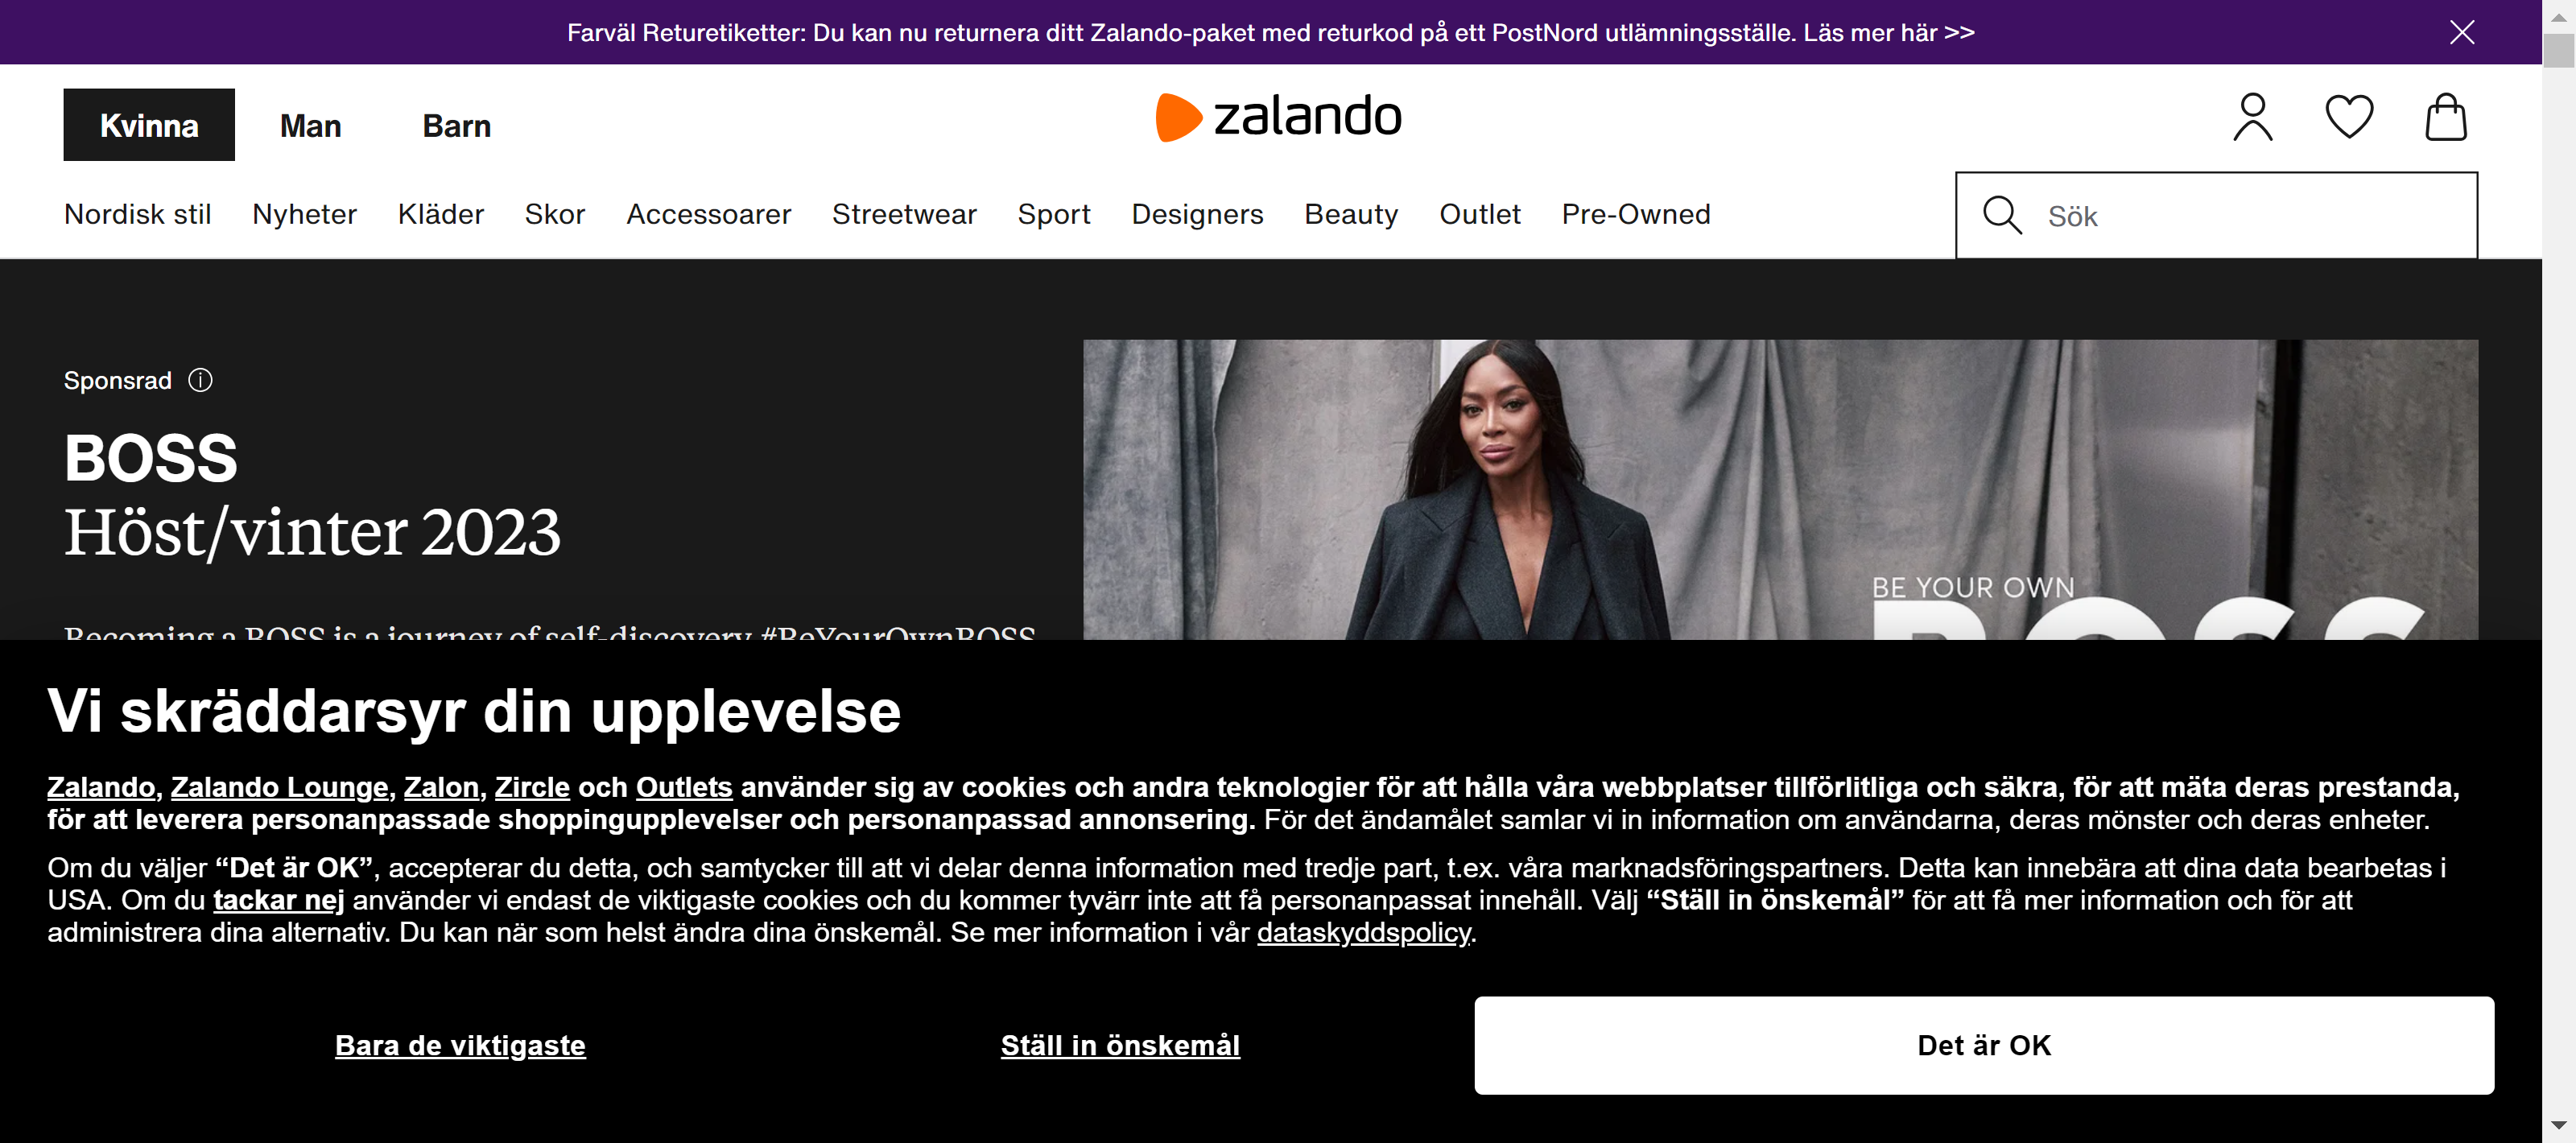 Farväl Returetiketter: Du kan nu returnera ditt Zalando-paket med returkod på ett PostNord utlämningsställe. Läs mer här >>
Kvinna Man Barn
zalando
Nordisk stil Nyheter Kläder Skor Accessoarer Streetwear Sport Designers Beauty Outlet Pre-Owned
Sök
Sponsrad
BOSS
Höst/vinter 2023
Becoming a BOSS is a journey of self-discovery #BeYourOwnBOSS
BE YOUR OWN
BOSS
Vi skräddarsyr din upplevelse
Zalando, Zalando Lounge, Zalon, Zircle och Outlets använder sig av cookies och andra teknologier för att hålla våra webbplatser tillförlitliga och säkra, för att mäta deras prestanda,
för att leverera personanpassade shoppingupplevelser och personanpassad annonsering. För det ändamålet samlar vi in information om användarna, deras mönster och deras enheter.
Om du väljer “Det är OK”, accepterar du detta, och samtycker till att vi delar denna information med tredje part, t.ex. våra marknadsföringspartners. Detta kan innebära att dina data bearbetas i
USA. Om du tackar nej använder vi endast de viktigaste cookies och du kommer tyvärr inte att få personanpassat innehåll. Välj “Ställ in önskemål” för att få mer information och för att
administrera dina alternativ. Du kan när som helst ändra dina önskemål. Se mer information i vår dataskyddspolicy.
Bara de viktigaste
Ställ in önskemål
Det är OK